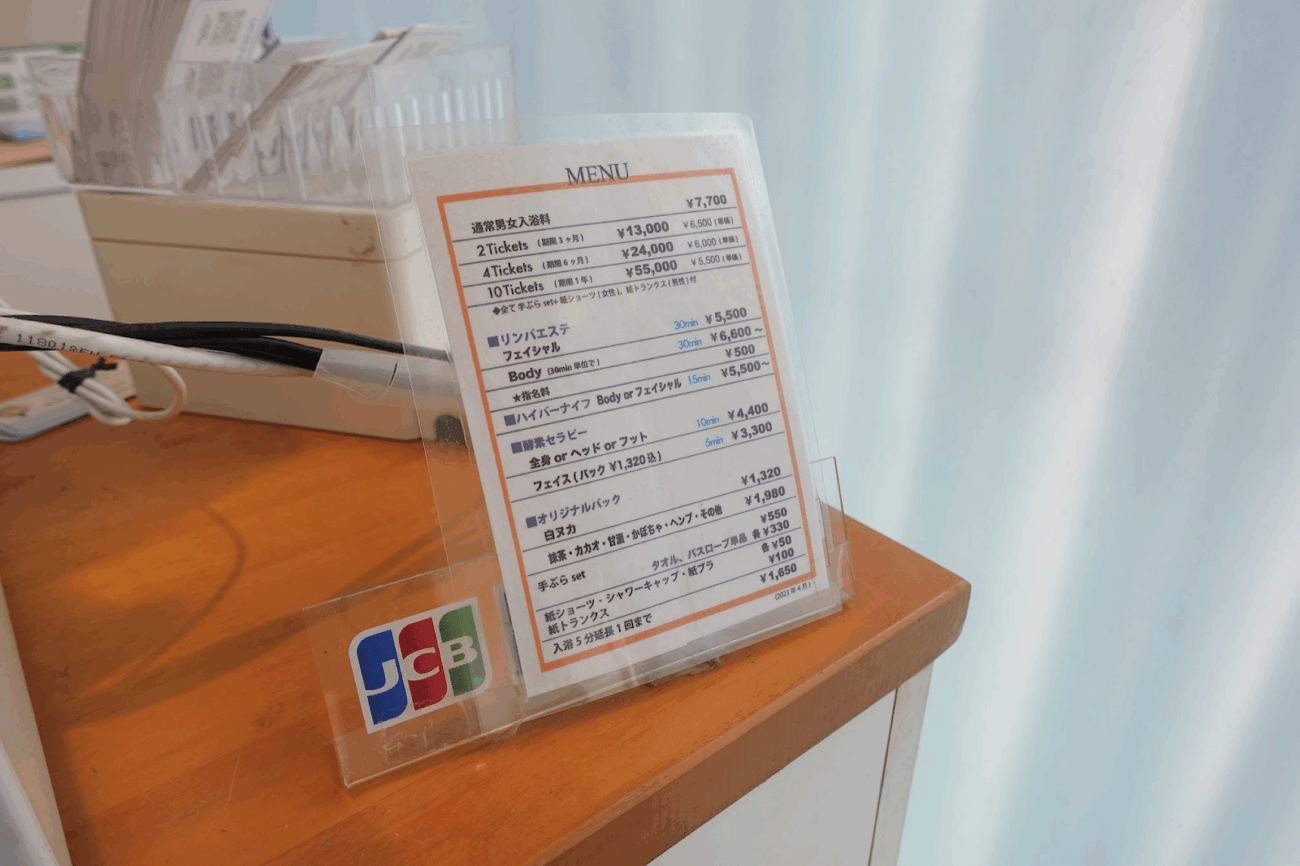 MENU
通常男女入浴料 ¥7,700
2Tickets (期限3ヶ月) ¥13,000 ¥6,500(単価)
4Tickets (期限6ヶ月) ¥24,000 ¥6,000(単価)
10Tickets (期限1年) ¥55,000 ¥5,500(単価)
◆全て手ぶらset+紙ショーツ(女性)、紙トランクス(男性)付
■リンパエステ
フェイシャル 30min ¥5,500
Body (30min単位で) 30min ¥6,600~
★指名料 ¥500
■ハイパーナイフ Body or フェイシャル 15min ¥5,500~
■酵素セラピー
全身 or ヘッド or フット 10min ¥4,400
フェイス(パック ¥1,320込) 5min ¥3,300
■オリジナルパック
白ヌカ ¥1,320
抹茶・カカオ・甘酒・かぼちゃ・ヘンプ・その他 ¥1,980
手ぶらset ¥550
タオル、バスローブ単品 各¥330
紙ショーツ・シャワーキャップ・紙ブラ 各¥50
紙トランクス ¥100
入浴5分延長1回まで ¥1,650
(2023年4月)
JCB